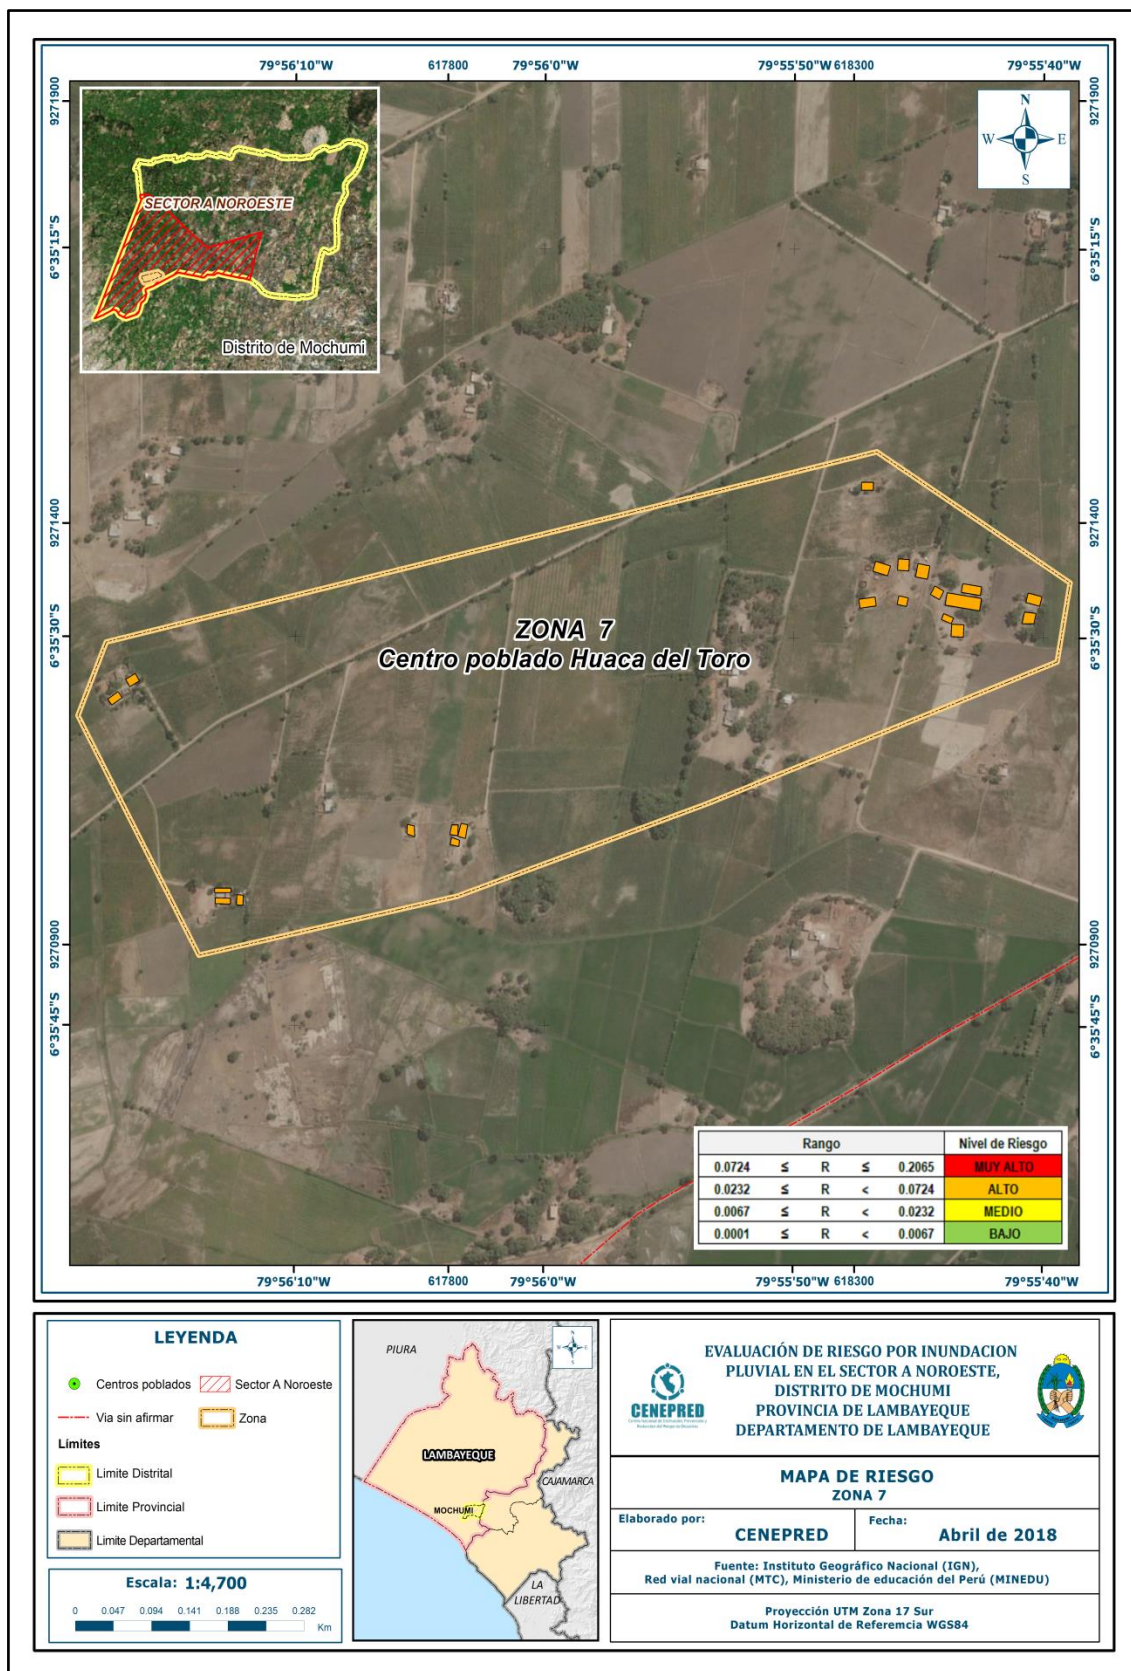 79°56'10"W 617800 79°56'0"W 79°55'50"W 618300 79°55'40"W
9271900
6°35'15"S
9271400
6°35'30"S
9270900
6°35'45"S
9271900
6°35'15"S
9271400
6°35'30"S
9270900
6°35'45"S
SECTOR A NOROESTE
Distrito de Mochumi
N
W E
S
ZONA 7
Centro poblado Huaca del Toro
Rango Nivel de Riesgo
0.0724 ≤ R ≤ 0.2065 MUY ALTO
0.0232 ≤ R < 0.0724 ALTO
0.0067 ≤ R < 0.0232 MEDIO
0.0001 ≤ R < 0.0067 BAJO
79°56'10"W 617800 79°56'0"W 79°55'50"W 618300 79°55'40"W
LEYENDA
Centros poblados Sector A Noroeste
Via sin afirmar Zona
Límites
Limite Distrital
Limite Provincial
Limite Departamental
Escala: 1:4,700
0 0.047 0.094 0.141 0.188 0.235 0.282
Km
PIURA
LAMBAYEQUE
CAJAMARCA
MOCHUMI
LA
LIBERTAD
CENEPRED
EVALUACIÓN DE RIESGO POR INUNDACION
PLUVIAL EN EL SECTOR A NOROESTE,
DISTRITO DE MOCHUMI
PROVINCIA DE LAMBAYEQUE
DEPARTAMENTO DE LAMBAYEQUE
MAPA DE RIESGO
ZONA 7
Elaborado por:
CENEPRED
Fecha:
Abril de 2018
Fuente: Instituto Geográfico Nacional (IGN),
Red vial nacional (MTC), Ministerio de educación del Perú (MINEDU)
Proyección UTM Zona 17 Sur
Datum Horizontal de Referencia WGS84